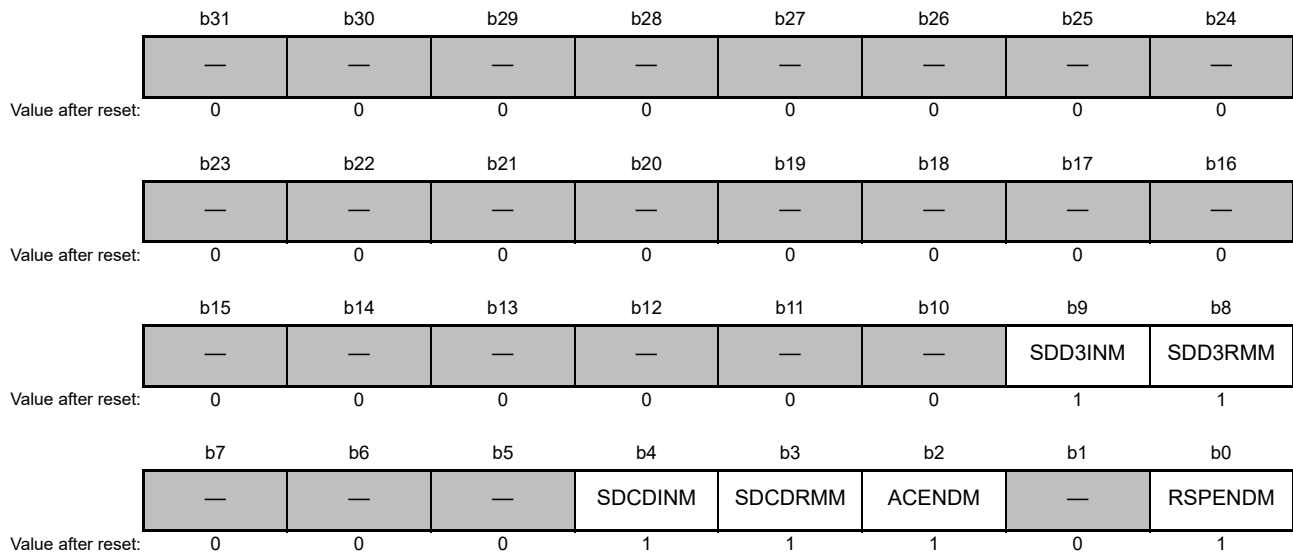 b31 b30 b29 b28 b27 b26 b25 b24
— — — — — — — —
Value after reset: 0 0 0 0 0 0 0 0
b23 b22 b21 b20 b19 b18 b17 b16
— — — — — — — —
Value after reset: 0 0 0 0 0 0 0 0
b15 b14 b13 b12 b11 b10 b9 b8
— — — — — — SDD3INM SDD3RMM
Value after reset: 0 0 0 0 0 0 1 1
b7 b6 b5 b4 b3 b2 b1 b0
— — — SDCDINM SDCDRMM ACENDM — RSPENDM
Value after reset: 0 0 0 1 1 1 0 1